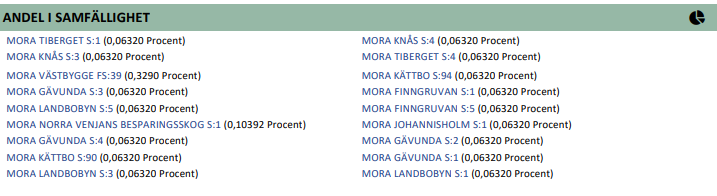 ANDEL I SAMFÄLLIGHET
MORA TIBERGET S:1 (0,06320 Procent)
MORA KNÅS S:4 (0,06320 Procent)
MORA KNÅS S:3 (0,06320 Procent)
MORA TIBERGET S:4 (0,06320 Procent)
MORA VÄSTBYGGE FS:39 (0,3290 Procent)
MORA KÄTTBO S:94 (0,06320 Procent)
MORA GÄVUNDA S:3 (0,06320 Procent)
MORA FINNGRUVAN S:1 (0,06320 Procent)
MORA LANDBOBYN S:5 (0,06320 Procent)
MORA FINNGRUVAN S:5 (0,06320 Procent)
MORA NORRA VENJANS BESPARINGSSKOG S:1 (0,10392 Procent)
MORA JOHANNISHOLM S:1 (0,06320 Procent)
MORA GÄVUNDA S:4 (0,06320 Procent)
MORA GÄVUNDA S:2 (0,06320 Procent)
MORA KÄTTBO S:90 (0,06320 Procent)
MORA GÄVUNDA S:1 (0,06320 Procent)
MORA LANDBOBYN S:3 (0,06320 Procent)
MORA LANDBOBYN S:1 (0,06320 Procent)